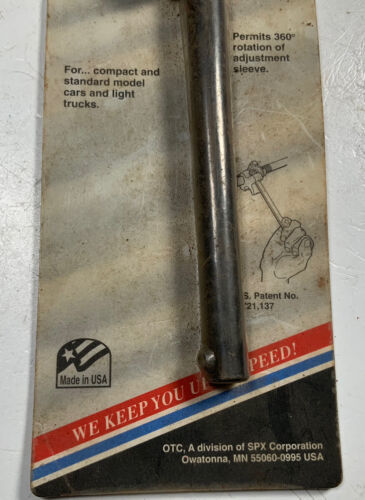 For... compact and
standard model
cars and light
trucks.
Permits 360°
rotation of
adjustment
sleeve.
S. Patent No.
21,137
Made in USA
WE KEEP YOU PEED!
OTC, A division of SPX Corporation
Owatonna, MN 55060-0995 USA